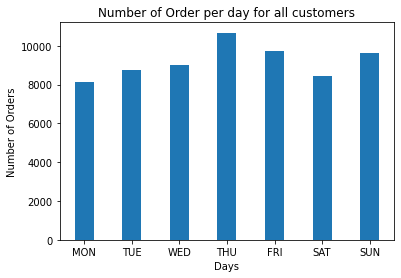 Number of Order per day for all customers
Number of Orders
10000
8000
6000
4000
2000
0
MON TUE WED THU FRI SAT SUN
Days